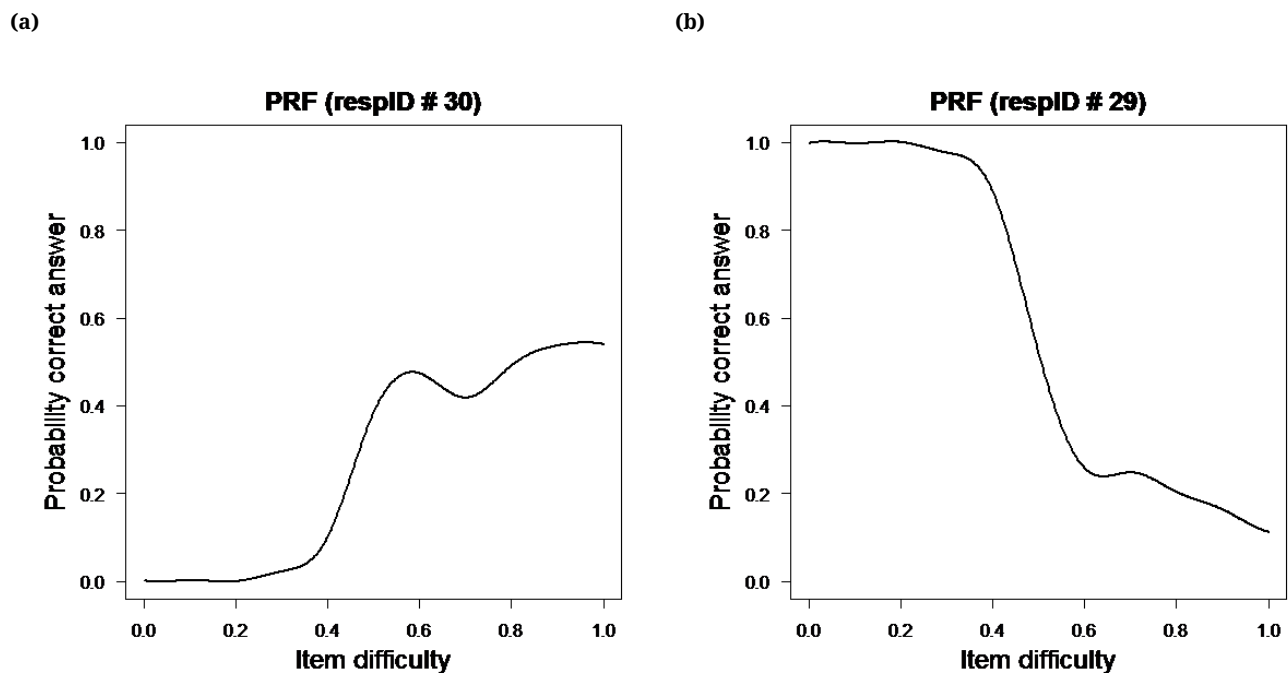 (a)
PRF (respID # 30)
Probability correct answer
1.0
0.8
0.6
0.4
0.2
0.0
0.0 0.2 0.4 0.6 0.8 1.0
Item difficulty
(b)
PRF (respID # 29)
Probability correct answer
1.0
0.8
0.6
0.4
0.2
0.0
0.0 0.2 0.4 0.6 0.8 1.0
Item difficulty